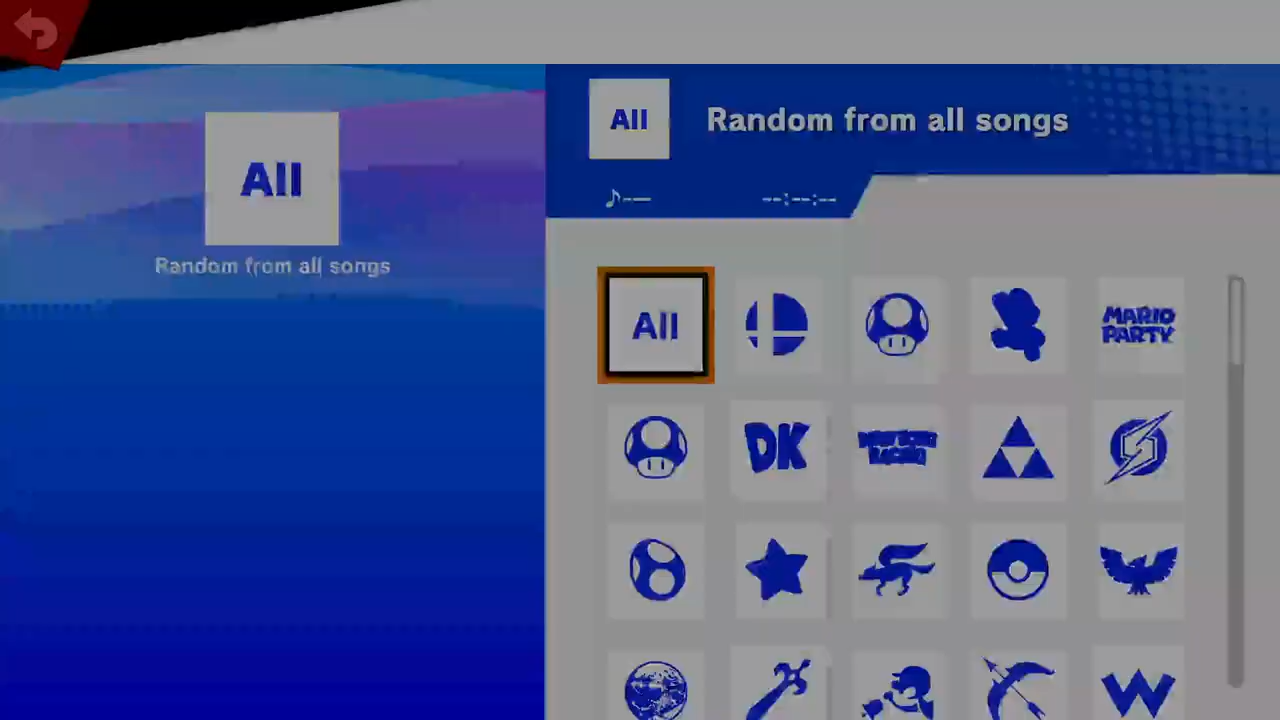 All
Random from all songs
All
Random from all songs
♪--- --:--:--
All
MARIO
PARTY
DK
W